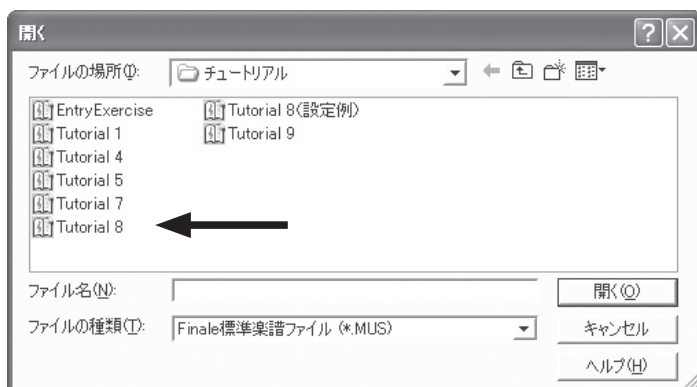 開く
ファイルの場所(I):
チュートリアル
EntryExercise
Tutorial 1
Tutorial 4
Tutorial 5
Tutorial 7
Tutorial 8
Tutorial 8(設定例)
Tutorial 9
ファイル名(N):
開く(O)
ファイルの種類(T):
Finale標準楽譜ファイル (*.MUS)
キャンセル
ヘルプ(H)